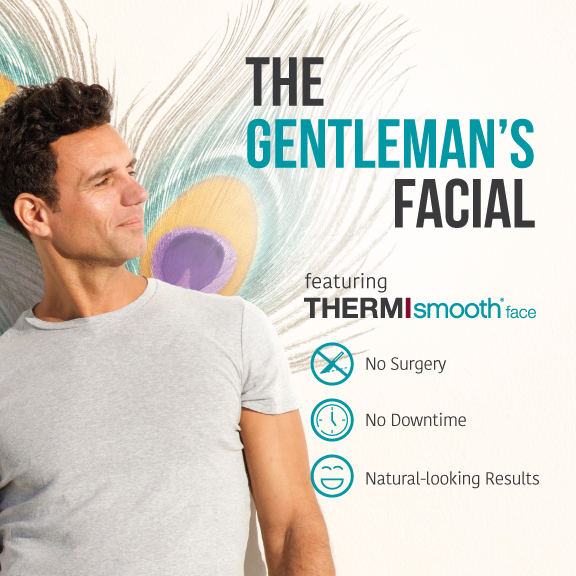 THE
GENTLEMAN'S
FACIAL
featuring
THERMIsmooth® face
No Surgery
No Downtime
Natural-looking Results